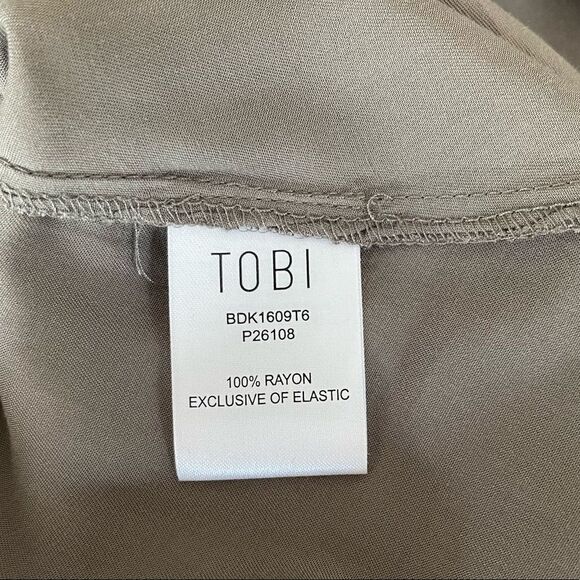 TOBI
BDK1609T6
P26108
100% RAYON
EXCLUSIVE OF ELASTIC